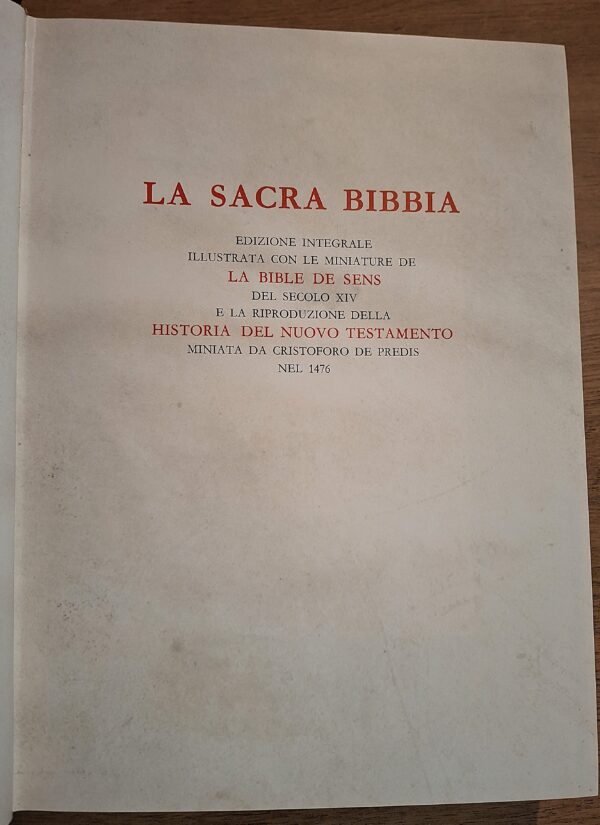 LA SACRA BIBBIA
EDIZIONE INTEGRALE
ILLUSTRATA CON LE MINIATURE DE
LA BIBLE DE SENS
DEL SECOLO XIV
E LA RIPRODUZIONE DELLA
HISTORIA DEL NUOVO TESTAMENTO
MINIATA DA CRISTOFORO DE PREDIS
NEL 1476